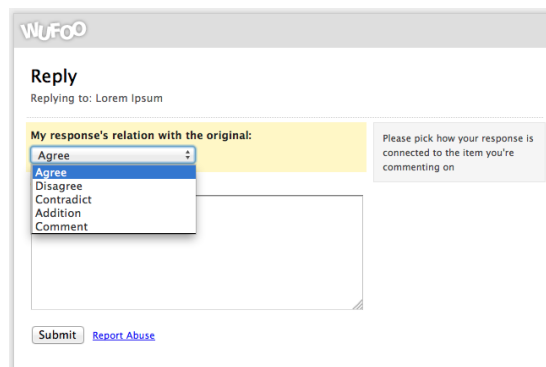 WUFOO
Reply
Replying to: Lorem Ipsum
My response's relation with the original:
Agree
Agree
Disagree
Contradict
Addition
Comment
Please pick how your response is
connected to the item you're
commenting on
Submit Report Abuse